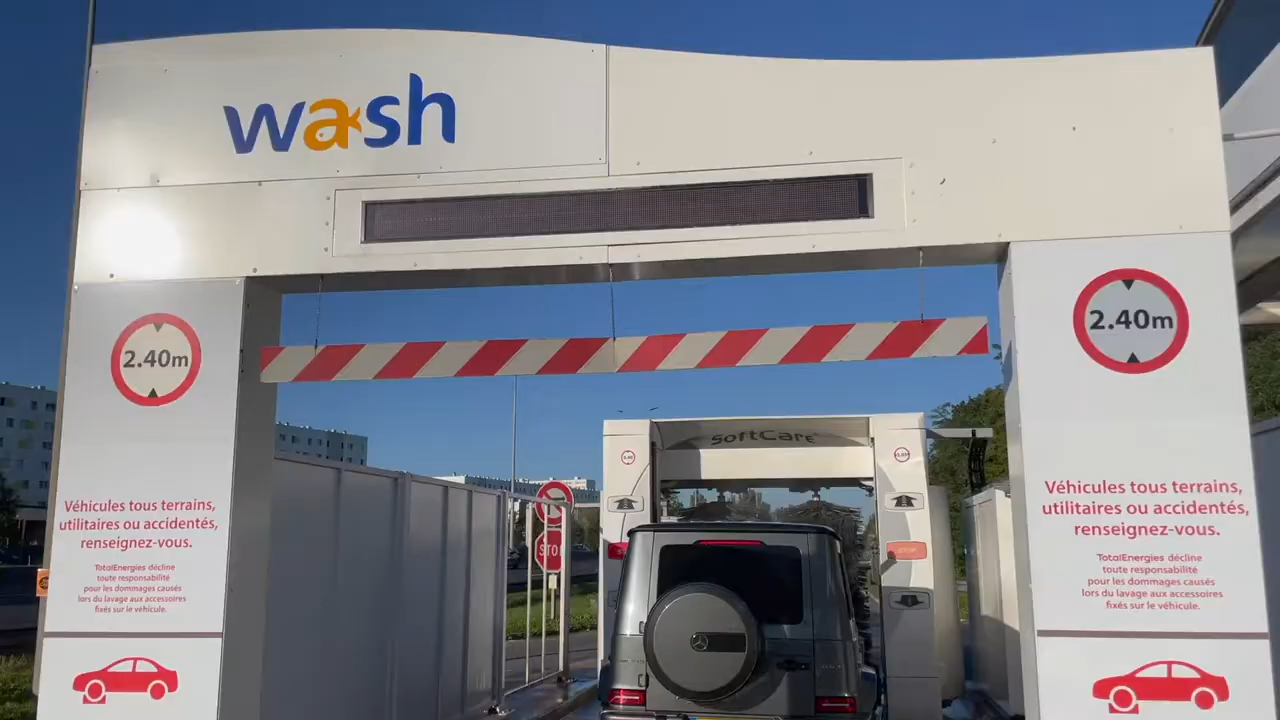 wash
2.40m
2.40m
SoftCare
Véhicules tous terrains,
utilitaires ou accidentés,
renseignez-vous.
TotalEnergies décline
toute responsabilité
pour les dommages causés
lors du lavage aux accessoires
fixés sur le véhicule.
STOP
Véhicules tous terrains,
utilitaires ou accidentés,
renseignez-vous.
TotalEnergies décline
toute responsabilité
pour les dommages causés
lors du lavage aux accessoires
fixés sur le véhicule.